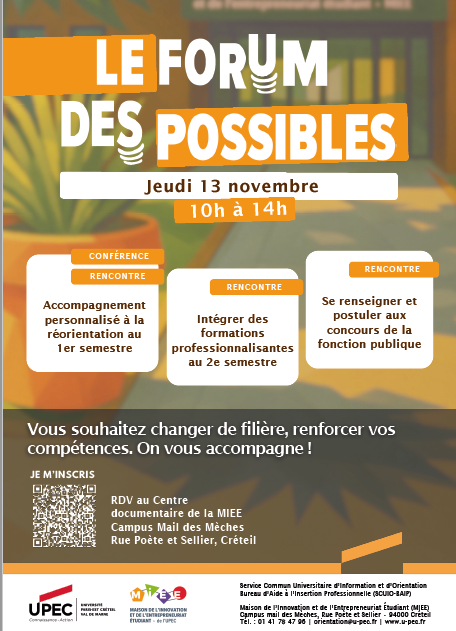 et de l'entrepreneuriat étudiant - MIEE
LE FORUM
DES POSSIBLES
Jeudi 13 novembre
10h à 14h
CONFÉRENCE
RENCONTRE
Accompagnement
personnalisé à la
réorientation au
1er semestre
RENCONTRE
Intégrer des
formations
professionnalisantes
au 2e semestre
RENCONTRE
Se renseigner et
postuler aux
concours de la
fonction publique
Vous souhaitez changer de filière, renforcer vos
compétences. On vous accompagne !
JE M'INSCRIS
RDV au Centre
documentaire de la MIEE
Campus Mail des Mèches
Rue Poète et Sellier, Créteil
UPEC
Connaissance - Action
UNIVERSITÉ
PARIS-EST CRÉTEIL
VAL DE MARNE
MIEE
MAISON DE L'INNOVATION
ET DE L'ENTREPRENEURIAT
ÉTUDIANT - de l'UPEC
Service Commun Universitaire d'Information et d'Orientation
Bureau d'Aide à l'Insertion Professionnelle (SCUIO-BAIP)
Maison de l'Innovation et de l'Entrepreneuriat Étudiant (MIEE)
Campus mail des Mèches, Rue Poète et Sellier - 94000 Créteil
Tel. : 01 41 78 47 96 | orientation@u-pec.fr | www.u-pec.fr